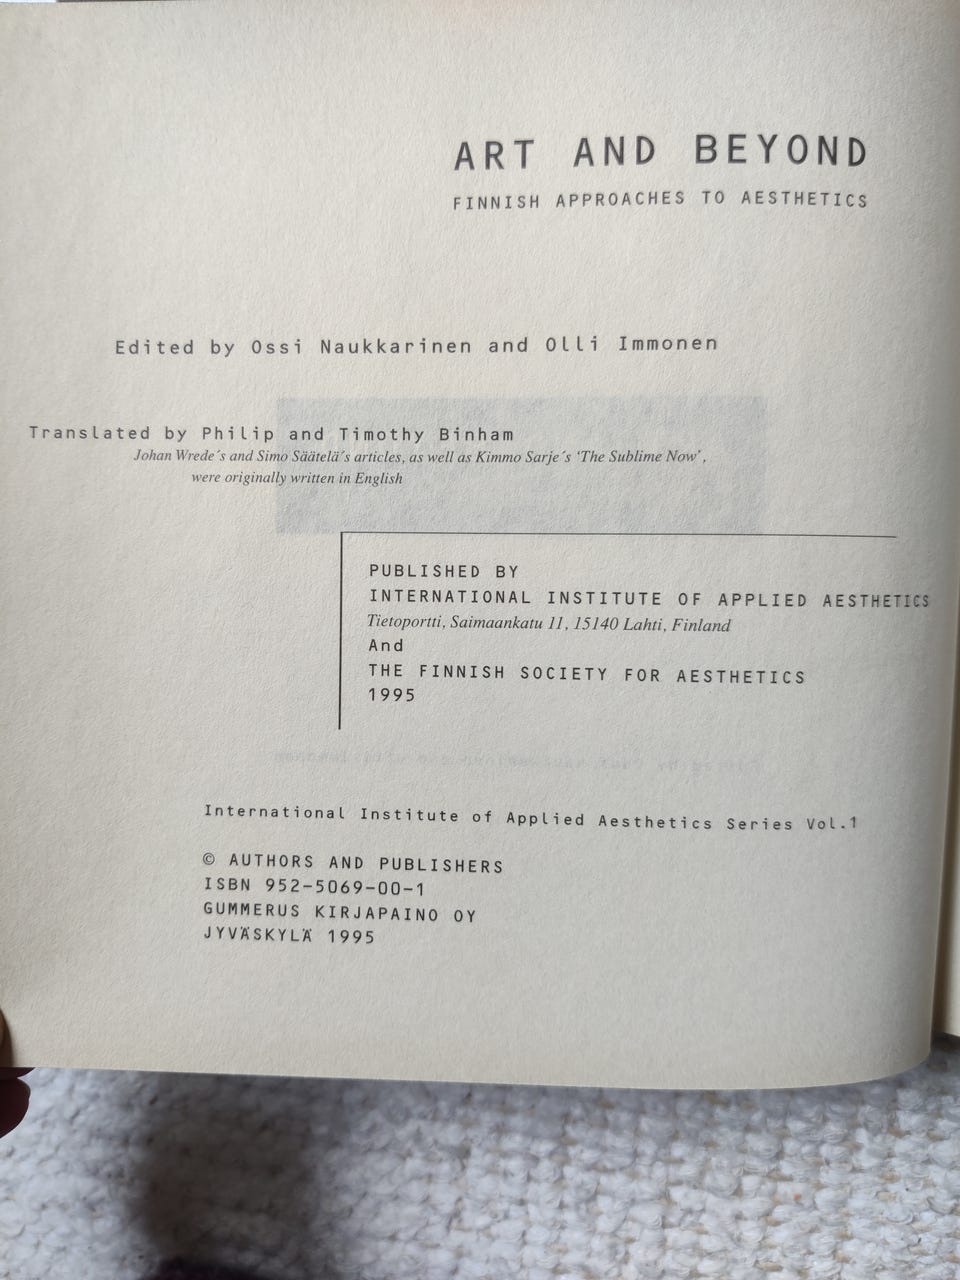 ART AND BEYOND
FINNISH APPROACHES TO AESTHETICS
Edited by Ossi Naukkarinen and Olli Immonen
Translated by Philip and Timothy Binham
Johan Wrede´s and Simo Säätelä´s articles, as well as Kimmo Sarje´s ‘The Sublime Now’,
were originally written in English
PUBLISHED BY
INTERNATIONAL INSTITUTE OF APPLIED AESTHETICS
Tietoportti, Saimaankatu 11, 15140 Lahti, Finland
And
THE FINNISH SOCIETY FOR AESTHETICS
1995
International Institute of Applied Aesthetics Series Vol.1
© AUTHORS AND PUBLISHERS
ISBN 952-5069-00-1
GUMMERUS KIRJAPAINO OY
JYVÄSKYLÄ 1995